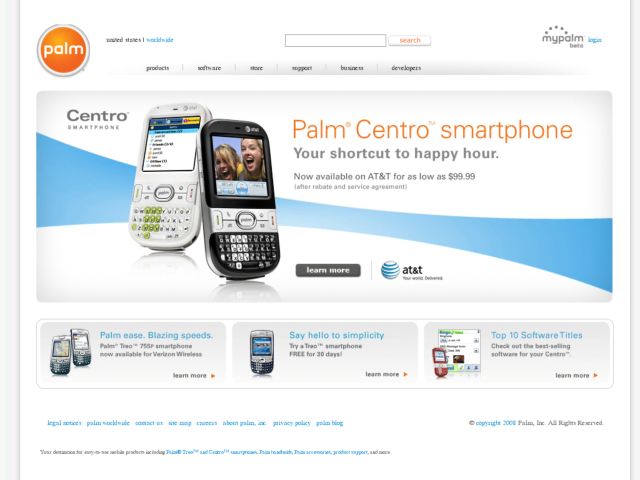 palm
united states | worldwide
search
mypalm
beta
login
products
software
store
support
business
developers
Centro™
SMARTPHONE
at&t
at&t
palm
Palm® Centro™ smartphone
Your shortcut to happy hour.
Now available on AT&T for as low as $99.99
(after rebate and service agreement)
learn more
at&t
Your world. Delivered.
Palm ease. Blazing speeds.
Palm® Treo™ 755P smartphone
now available for Verizon Wireless
learn more
Say hello to simplicity
Try a Treo™ smartphone
FREE for 30 days!
learn more
Top 10 Software Titles
Check out the best-selling
software for your Centro™.
learn more
legal notices palm worldwide contact us site map careers about palm, inc. privacy policy palm blog
© copyright 2008 Palm, Inc. All Rights Reserved.
Your destination for easy-to-use mobile products including Palm® Treo™ and Centro™ smartphones, Palm handhelds, Palm accessories, product support, and more.